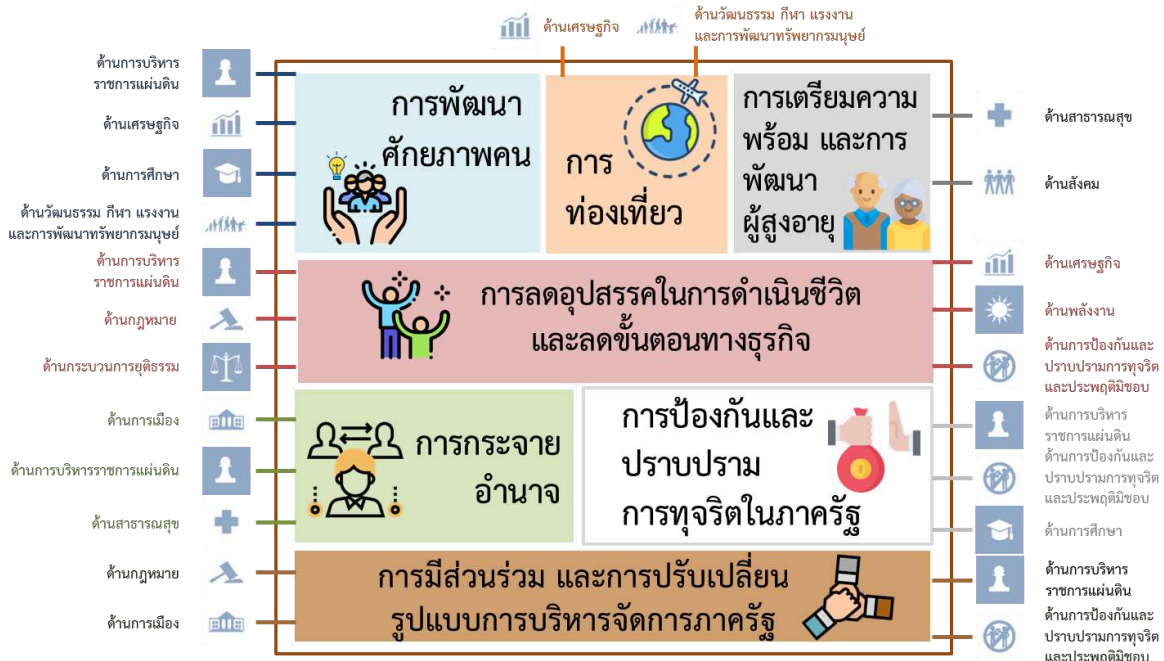 ด้านเศรษฐกิจ
ด้านวัฒนธรรม กีฬา แรงงาน
และการพัฒนาทรัพยากรมนุษย์
ด้านการบริหาร
ราชการแผ่นดิน
ด้านเศรษฐกิจ
ด้านการศึกษา
ด้านวัฒนธรรม กีฬา แรงงาน
และการพัฒนาทรัพยากรมนุษย์
ด้านการบริหาร
ราชการแผ่นดิน
ด้านกฎหมาย
ด้านกระบวนการยุติธรรม
ด้านการเมือง
ด้านการบริหารราชการแผ่นดิน
ด้านสาธารณสุข
ด้านกฎหมาย
ด้านการเมือง
การพัฒนา
ศักยภาพคน
การ
ท่องเที่ยว
การเตรียมความ
พร้อม และการ
พัฒนา
ผู้สูงอายุ
การลดอุปสรรคในการดำเนินชีวิต
และลดขั้นตอนทางธุรกิจ
การกระจาย
อำนาจ
การป้องกันและ
ปราบปราม
การทุจริตในภาครัฐ
การมีส่วนร่วม และการปรับเปลี่ยน
รูปแบบการบริหารจัดการภาครัฐ
ด้านสาธารณสุข
ด้านสังคม
ด้านเศรษฐกิจ
ด้านพลังงาน
ด้านการป้องกันและ
ปราบปรามการทุจริต
และประพฤติมิชอบ
ด้านการบริหาร
ราชการแผ่นดิน
ด้านการป้องกันและ
ปราบปรามการทุจริต
และประพฤติมิชอบ
ด้านการศึกษา
ด้านการบริหาร
ราชการแผ่นดิน
ด้านการป้องกันและ
ปราบปรามการทุจริต
และประพฤติมิชอบ